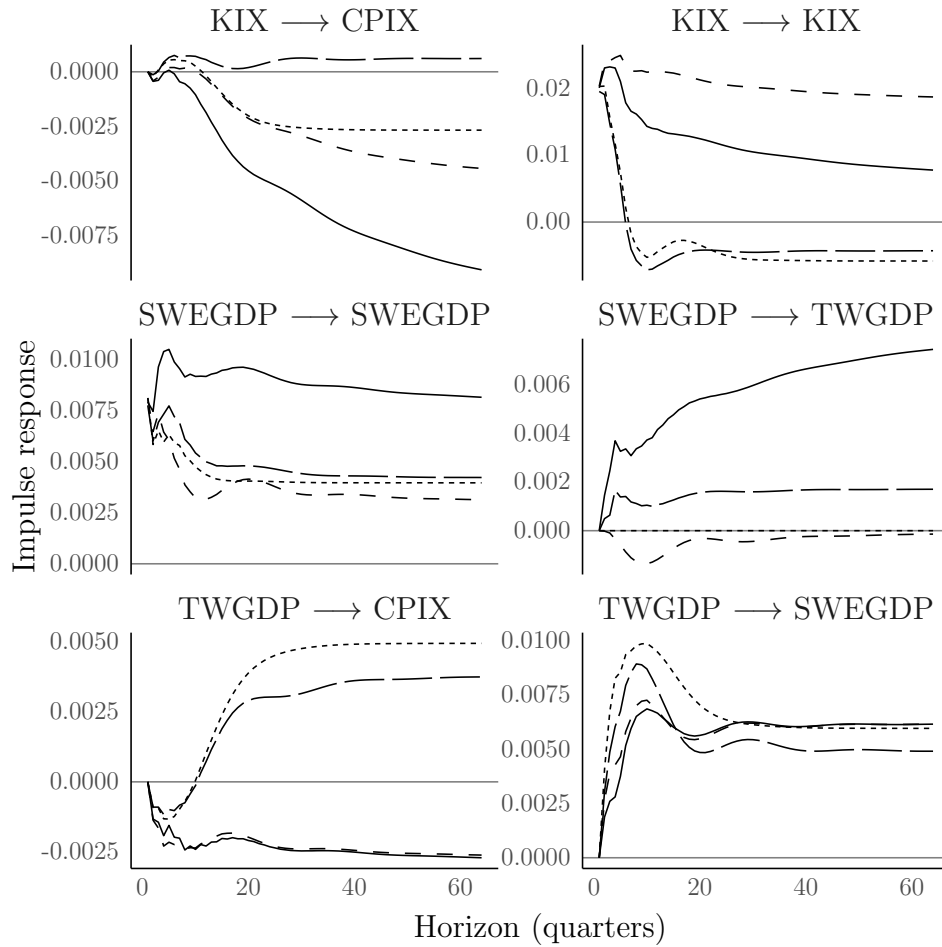 KIX ⟶ CPIX
KIX ⟶ KIX
0.0000
-0.0025
-0.0050
-0.0075
0.02
0.01
0.00
SWEGDP ⟶ SWEGDP
SWEGDP ⟶ TWGDP
Impulse response
0.0100
0.0075
0.0050
0.0025
0.0000
0.006
0.004
0.002
0.000
TWGDP ⟶ CPIX
TWGDP ⟶ SWEGDP
0.0050
0.0025
0.0000
-0.0025
0.0100
0.0075
0.0050
0.0025
0.0000
0 20 40 60
0 20 40 60
Horizon (quarters)